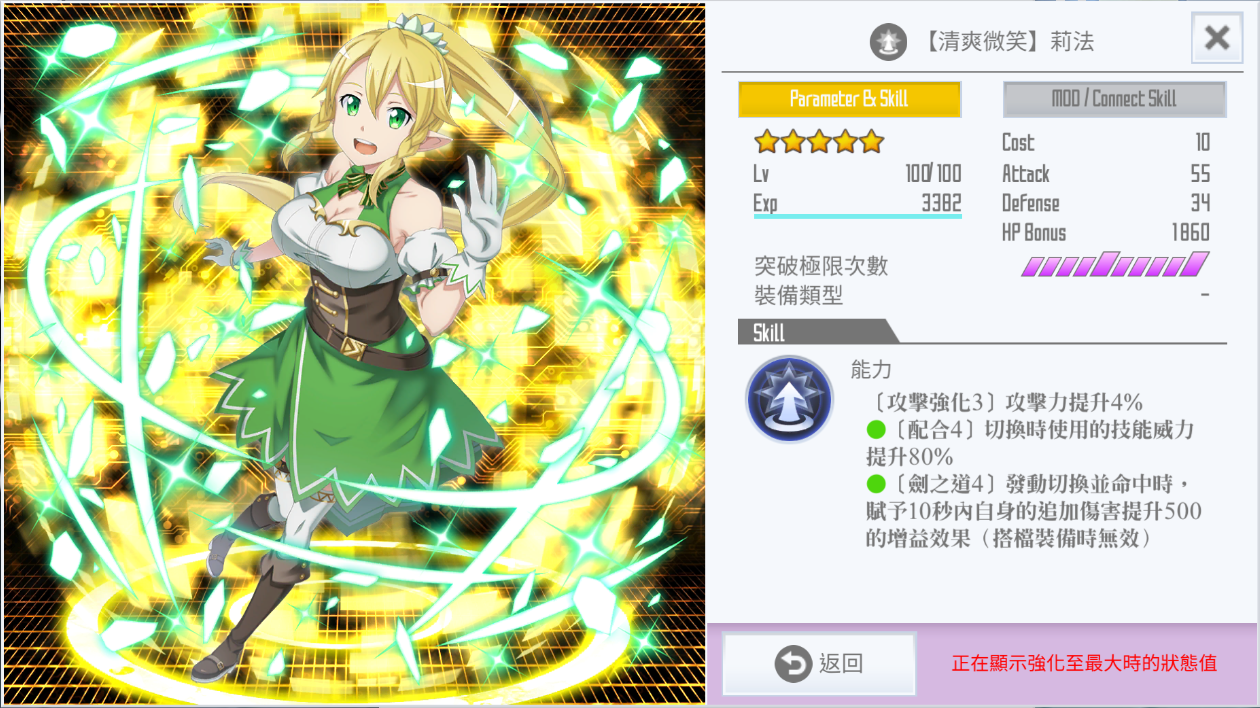 【清爽微笑】莉法
Parameter & Skill
MOD / Connect Skill
Lv 100/100
Exp 3382
Cost 10
Attack 55
Defense 34
HP Bonus 1860
突破極限次數
裝備類型 -
Skill
能力
〔攻擊強化3〕攻擊力提升4%
●〔配合4〕切換時使用的技能威力
提升80%
●〔劍之道4〕發動切換並命中時，
賦予10秒內自身的追加傷害提升500
的增益效果（搭檔裝備時無效）
返回
正在顯示強化至最大時的狀態值